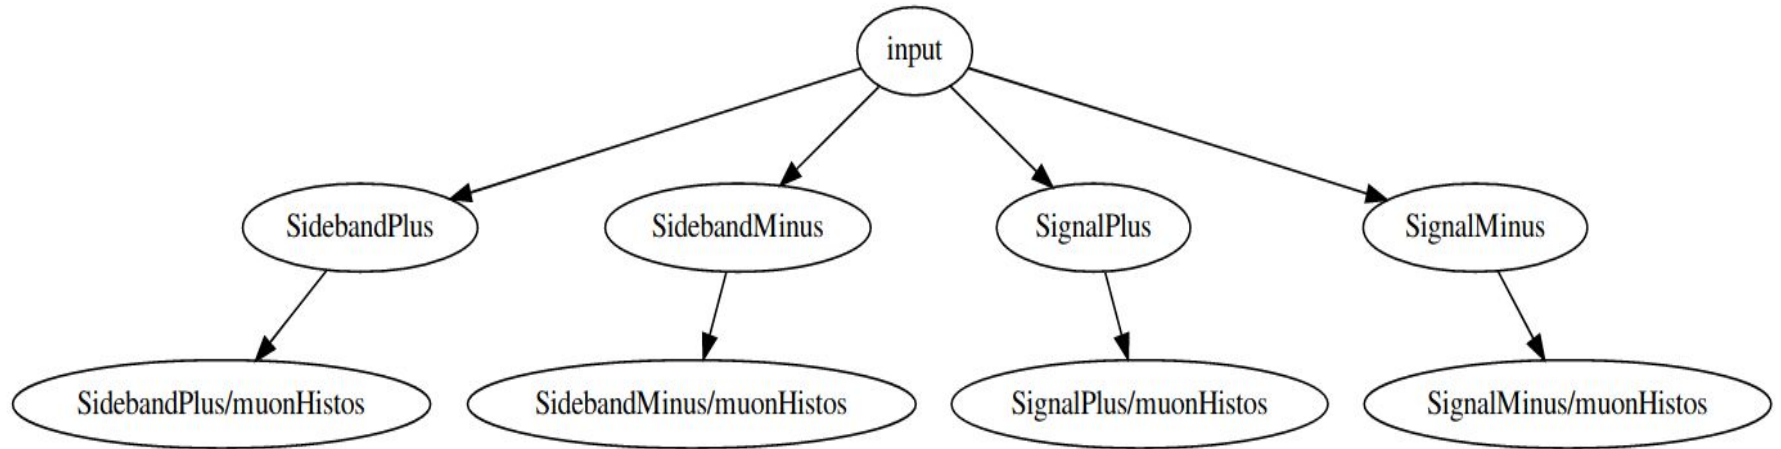 input
SidebandPlus
SidebandMinus
SignalPlus
SignalMinus
SidebandPlus/muonHistos
SidebandMinus/muonHistos
SignalPlus/muonHistos
SignalMinus/muonHistos